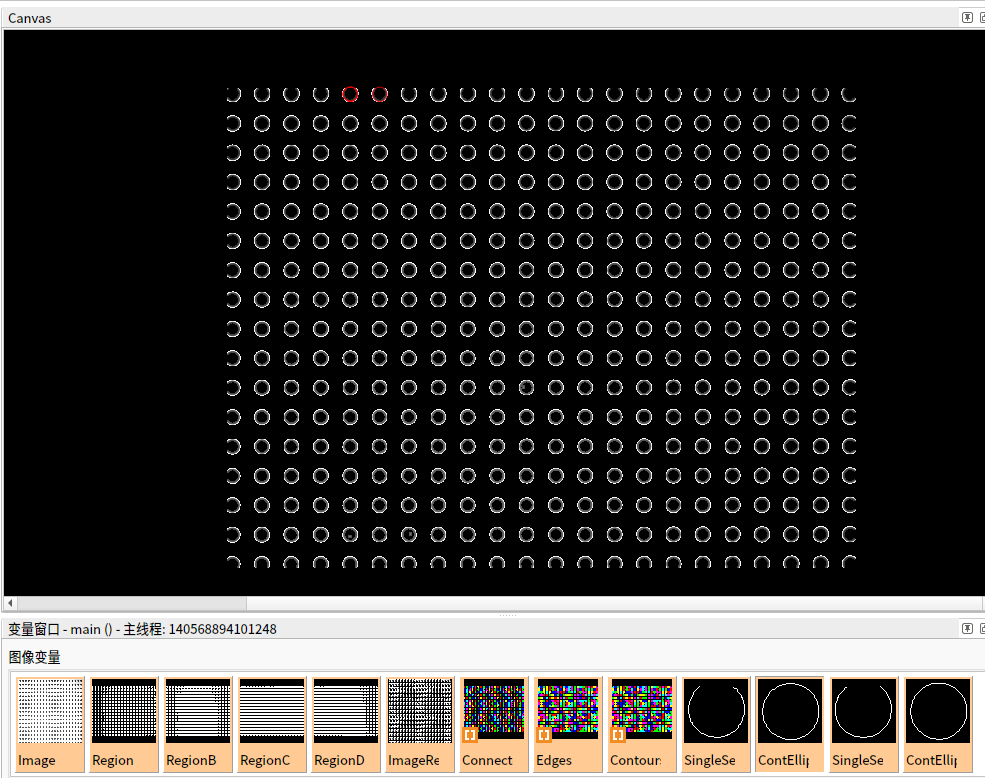 Canvas
变量窗口 - main () - 主线程: 140568894101248
图像变量
Image Region RegionB RegionC RegionD ImageRe Connect Edges Contour SingleSe ContEllip SingleSe ContEllip